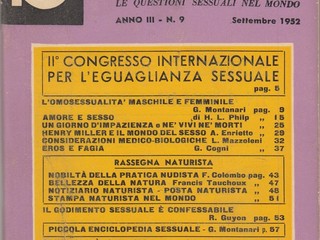 LE QUESTIONI SESSUALI NEL MONDO
ANNO III - N. 9 Settembre 1952
IIº CONGRESSO INTERNAZIONALE
PER L'EGUAGLIANZA SESSUALE
pag. 5
L'OMOSESSUALITA' MASCHILE E FEMMINILE
G. Montanari pag. 9
AMORE E SESSO di H. L. Philp „ 15
UN GIORNO D'IMPAZIENZA o NE' VIVI NE' MORTI „ 25
HENRY MILLER E IL MONDO DEL SESSO A. Enrietto „ 29
CONSIDERAZIONI MEDICO-BIOLOGICHE L. Mazzoleni „ 32
EROS E FAGIA G. Cogni „ 37
RASSEGNA NATURISTA
NOBILTÀ DELLA PRATICA NUDISTA F. Colombo pag. 43
BELLEZZA DELLA NATURA Francis Tauchoux „ 47
NOTIZIARIO NATURISTA - POSTA NATURISTA „ 48
STAMPA NATURISTA NEL MONDO „ 51
IL GODIMENTO SESSUALE È CONFESSABILE
R. Guyon pag. 53
PICCOLA ENCICLOPEDIA SESSUALE - G. Montanari p. 57